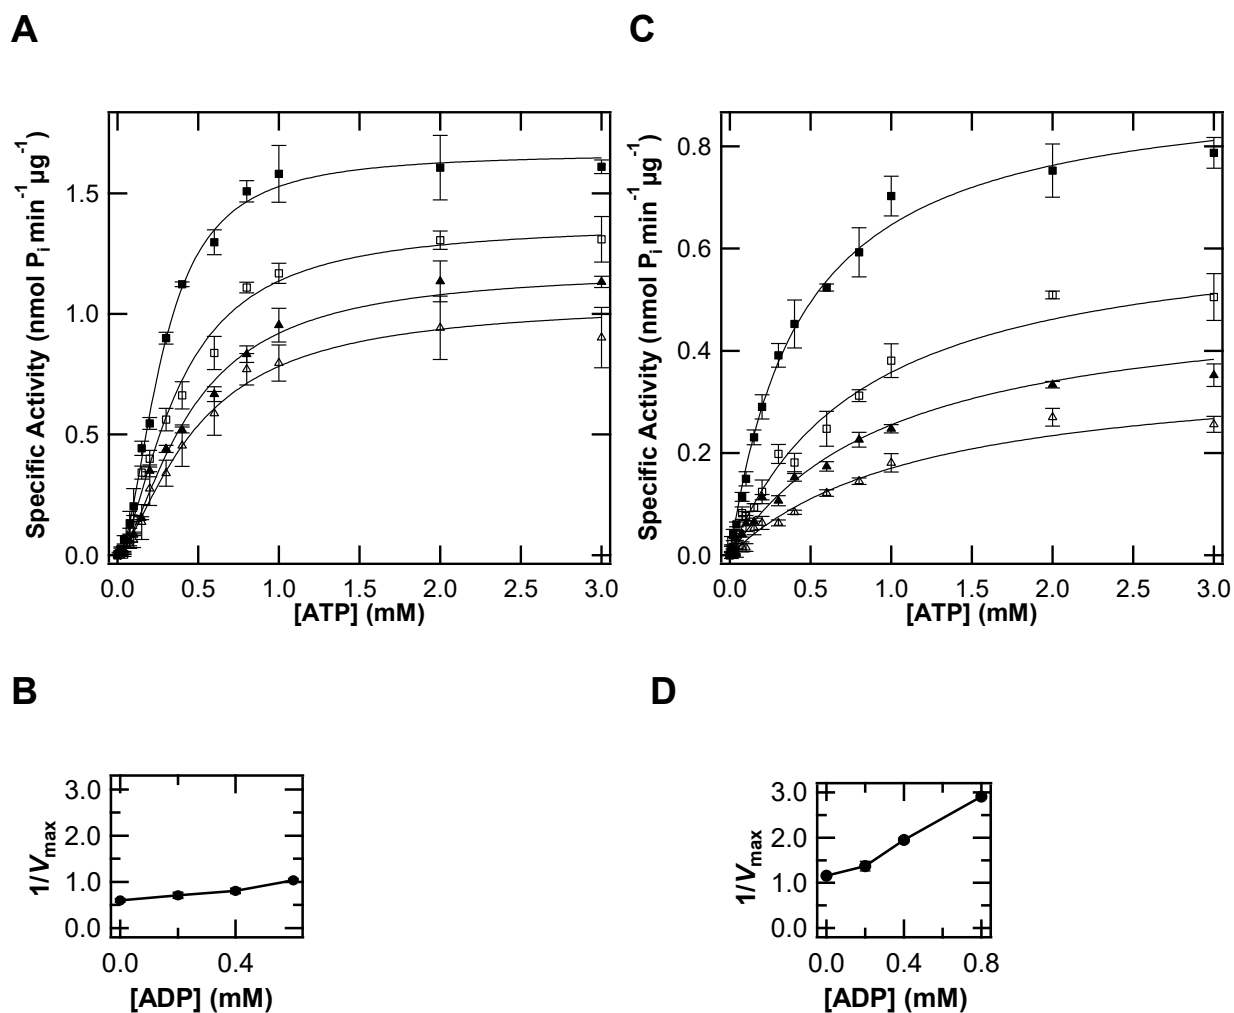 A
Specific Activity (nmol Pi min-1µg-1)
1.5
1.0
0.5
0.0
0.0 0.5 1.0 1.5 2.0 2.5 3.0
[ATP] (mM)
C
Specific Activity (nmol Pi min-1µg-1)
0.8
0.6
0.4
0.2
0.0
0.0 0.5 1.0 1.5 2.0 2.5 3.0
[ATP] (mM)
B
1/Vmax
3.0
2.0
1.0
0.0
0.0 0.4
[ADP] (mM)
D
1/Vmax
3.0
2.0
1.0
0.0
0.0 0.4 0.8
[ADP] (mM)